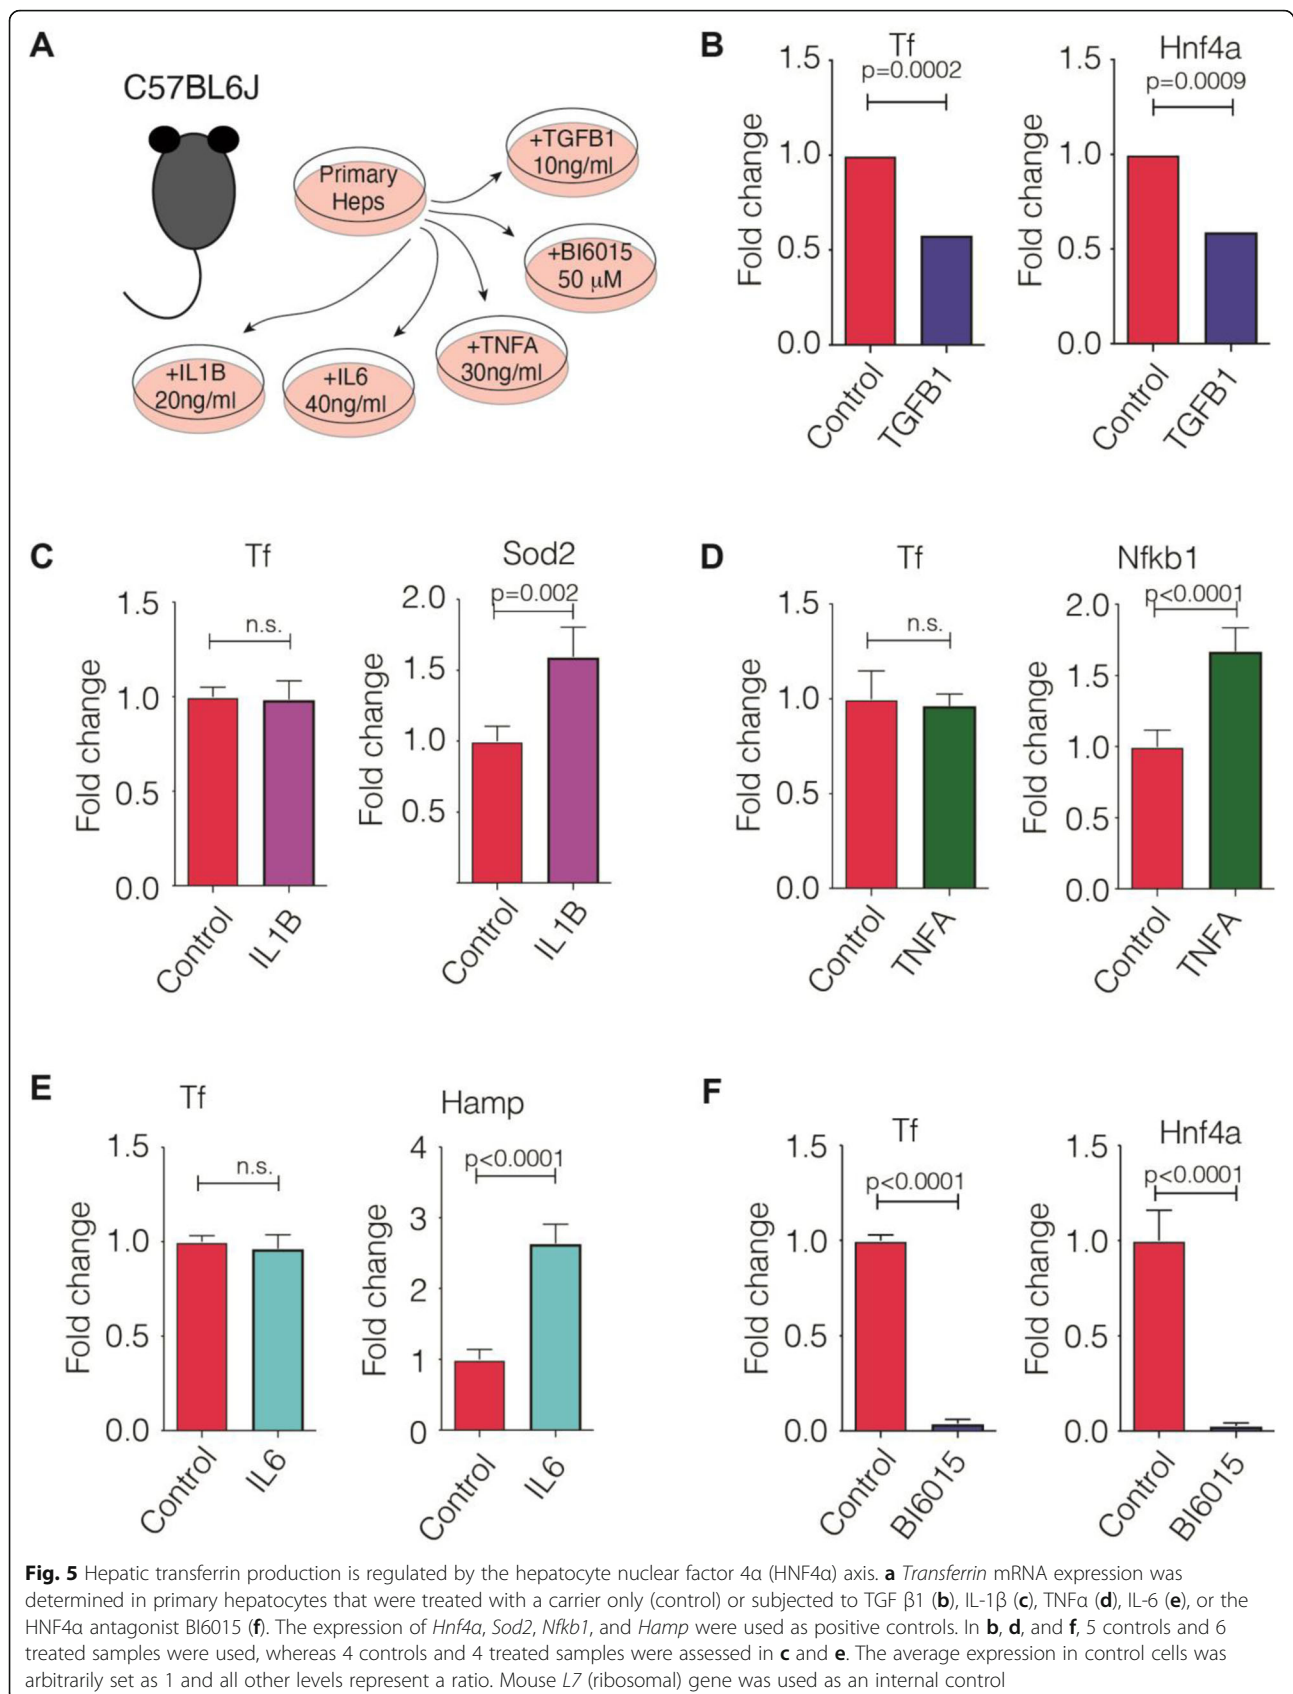 A
C57BL6J
Primary
Heps
+TGFB1
10ng/ml
+BI6015
50 μM
+TNFA
30ng/ml
+IL6
40ng/ml
+IL1B
20ng/ml
B
Tf
p=0.0002
Fold change
1.5
1.0
0.5
0.0
Control
TGFB1
Hnf4a
p=0.0009
Fold change
1.5
1.0
0.5
0.0
Control
TGFB1
C
Tf
n.s.
Fold change
1.5
1.0
0.5
0.0
Control
IL1B
Sod2
p=0.002
Fold change
2.0
1.5
1.0
0.5
Control
IL1B
D
Tf
n.s.
Fold change
1.5
1.0
0.5
0.0
Control
TNFA
Nfkb1
p<0.0001
Fold change
2.0
1.5
1.0
0.5
0.0
Control
TNFA
E
Tf
n.s.
Fold change
1.5
1.0
0.5
0.0
Control
IL6
Hamp
p<0.0001
Fold change
4
3
2
1
0
Control
IL6
F
Tf
p<0.0001
Fold change
1.5
1.0
0.5
0.0
Control
BI6015
Hnf4a
p<0.0001
Fold change
1.5
1.0
0.5
0.0
Control
BI6015
Fig. 5 Hepatic transferrin production is regulated by the hepatocyte nuclear factor 4α (HNF4α) axis. a Transferrin mRNA expression was
determined in primary hepatocytes that were treated with a carrier only (control) or subjected to TGF β1 (b), IL-1β (c), TNFα (d), IL-6 (e), or the
HNF4α antagonist BI6015 (f). The expression of Hnf4α, Sod2, Nfkb1, and Hamp were used as positive controls. In b, d, and f, 5 controls and 6
treated samples were used, whereas 4 controls and 4 treated samples were assessed in c and e. The average expression in control cells was
arbitrarily set as 1 and all other levels represent a ratio. Mouse L7 (ribosomal) gene was used as an internal control